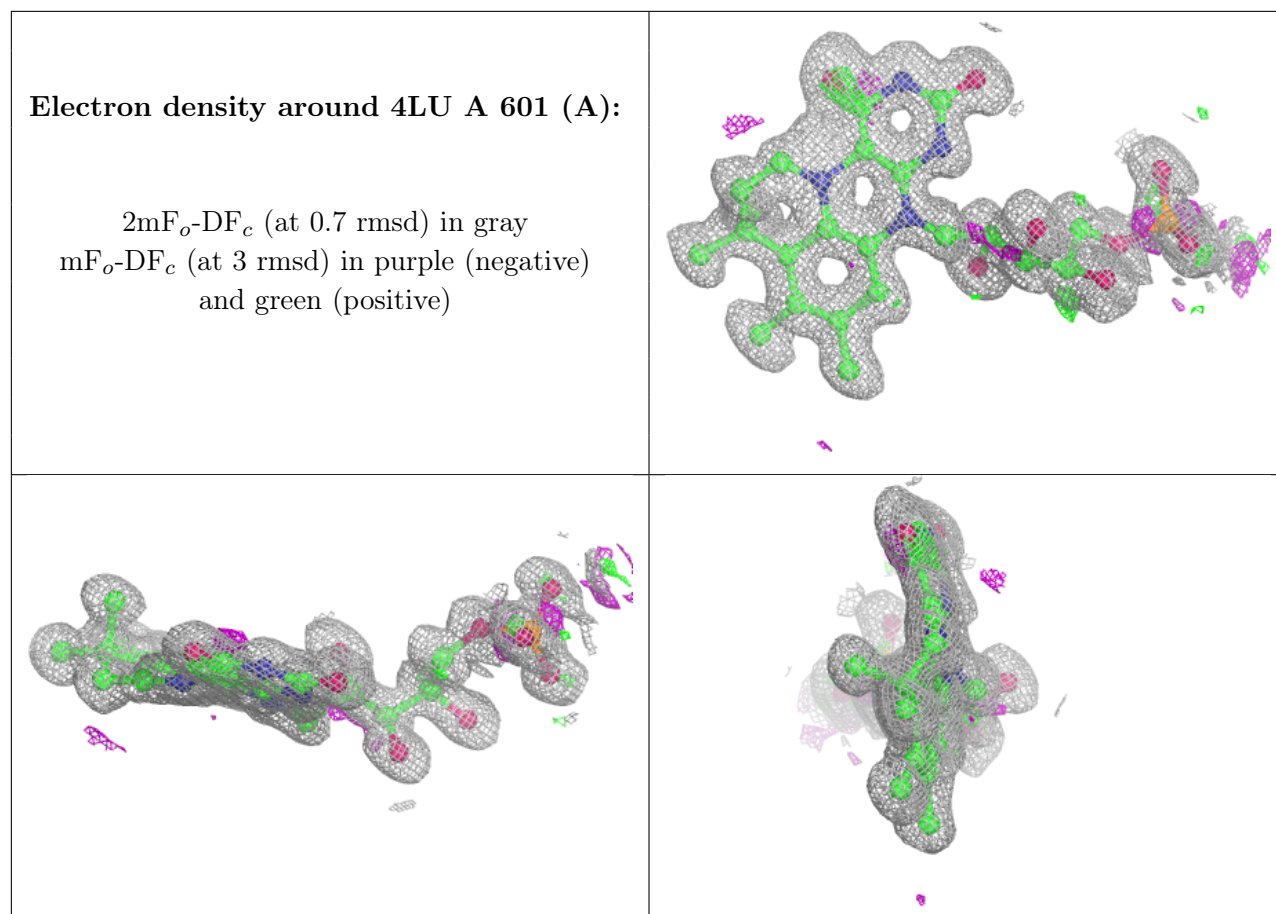 Electron density around 4LU A 601 (A):
2mFₒ-DF𝒸 (at 0.7 rmsd) in gray
mFₒ-DF𝒸 (at 3 rmsd) in purple (negative)
and green (positive)